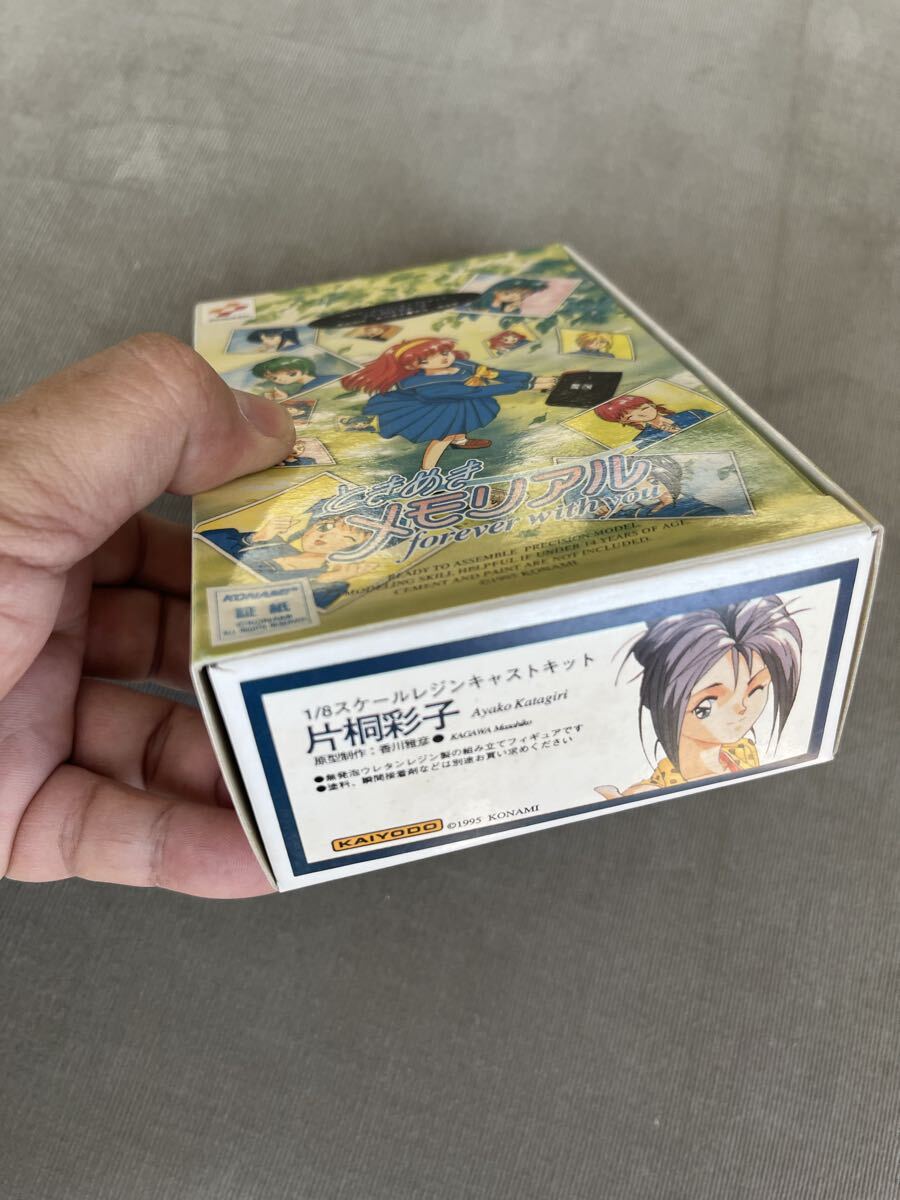 ときめき
メモリアル
forever with you
READY TO ASSEMBLE PRECISION MODEL.
MODELING SKILL HELPFUL IF UNDER 14 YEARS OF AGE.
CEMENT AND PAINT ARE NOT INCLUDED.
©1995 KONAMI
KONAMI
証紙
ALL RIGHTS RESERVED
1/8スケールレジンキャストキット
片桐彩子 Ayako Katagiri
原型制作：香川雅彦● KAGAWA Masahiko
●無発泡ウレタンレジン製の組み立てフィギュアです
●塗料、瞬間接着剤などは別途お買い求めください
KAIYODO ©1995 KONAMI